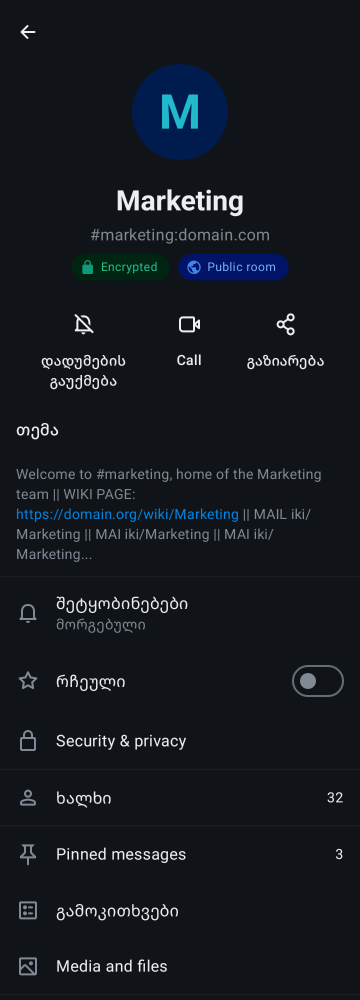 M
Marketing
#marketing:domain.com
Encrypted
Public room
დადუმების
გაუქმება
Call
გაზიარება
თემა
Welcome to #marketing, home of the Marketing
team || WIKI PAGE:
https://domain.org/wiki/Marketing || MAIL iki/
Marketing || MAI iki/Marketing || MAI iki/
Marketing...
შეტყობინებები
მორგებული
რჩეული
Security & privacy
ხალხი 32
Pinned messages 3
გამოკითხვები
Media and files